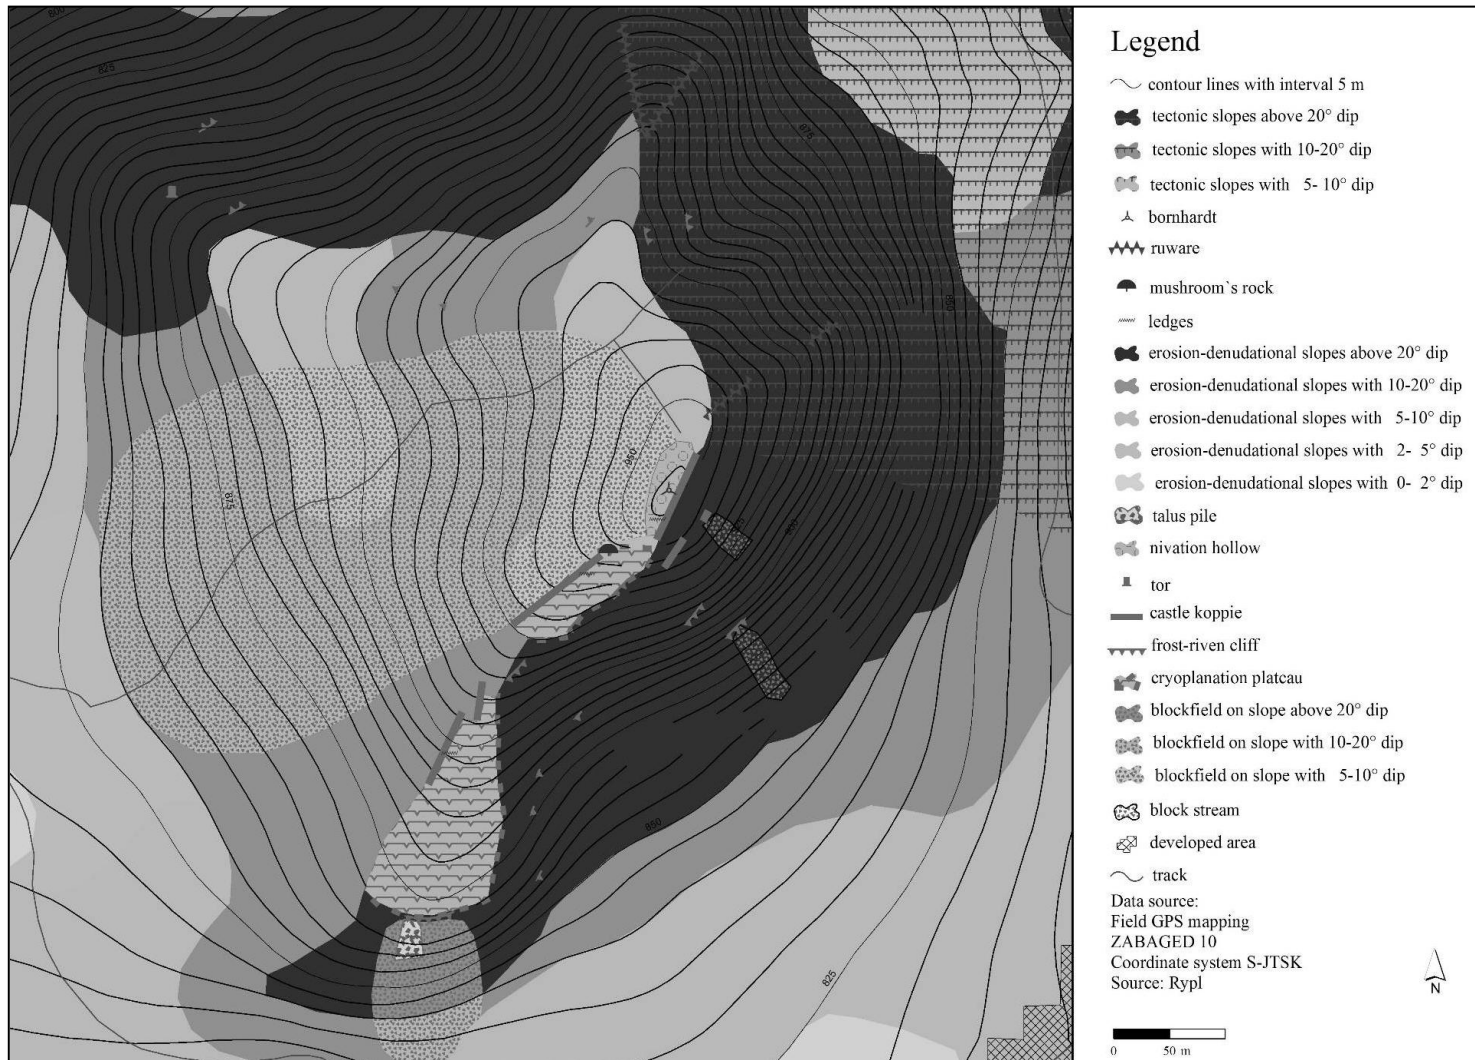 800
825
875
Legend
contour lines with interval 5 m
tectonic slopes above 20° dip
tectonic slopes with 10-20° dip
tectonic slopes with 5- 10° dip
bornhardt
ruware
mushroom`s rock
ledges
erosion-denudational slopes above 20° dip
erosion-denudational slopes with 10-20° dip
erosion-denudational slopes with 5-10° dip
erosion-denudational slopes with 2- 5° dip
erosion-denudational slopes with 0- 2° dip
talus pile
nivation hollow
tor
castle koppie
frost-riven cliff
cryoplanation plateau
blockfield on slope above 20° dip
blockfield on slope with 10-20° dip
blockfield on slope with 5-10° dip
block stream
developed area
track
Data source:
Field GPS mapping
ZABAGED 10
Coordinate system S-JTSK
Source: Rypl
N
0 50 m
850
950
875
900
850
825